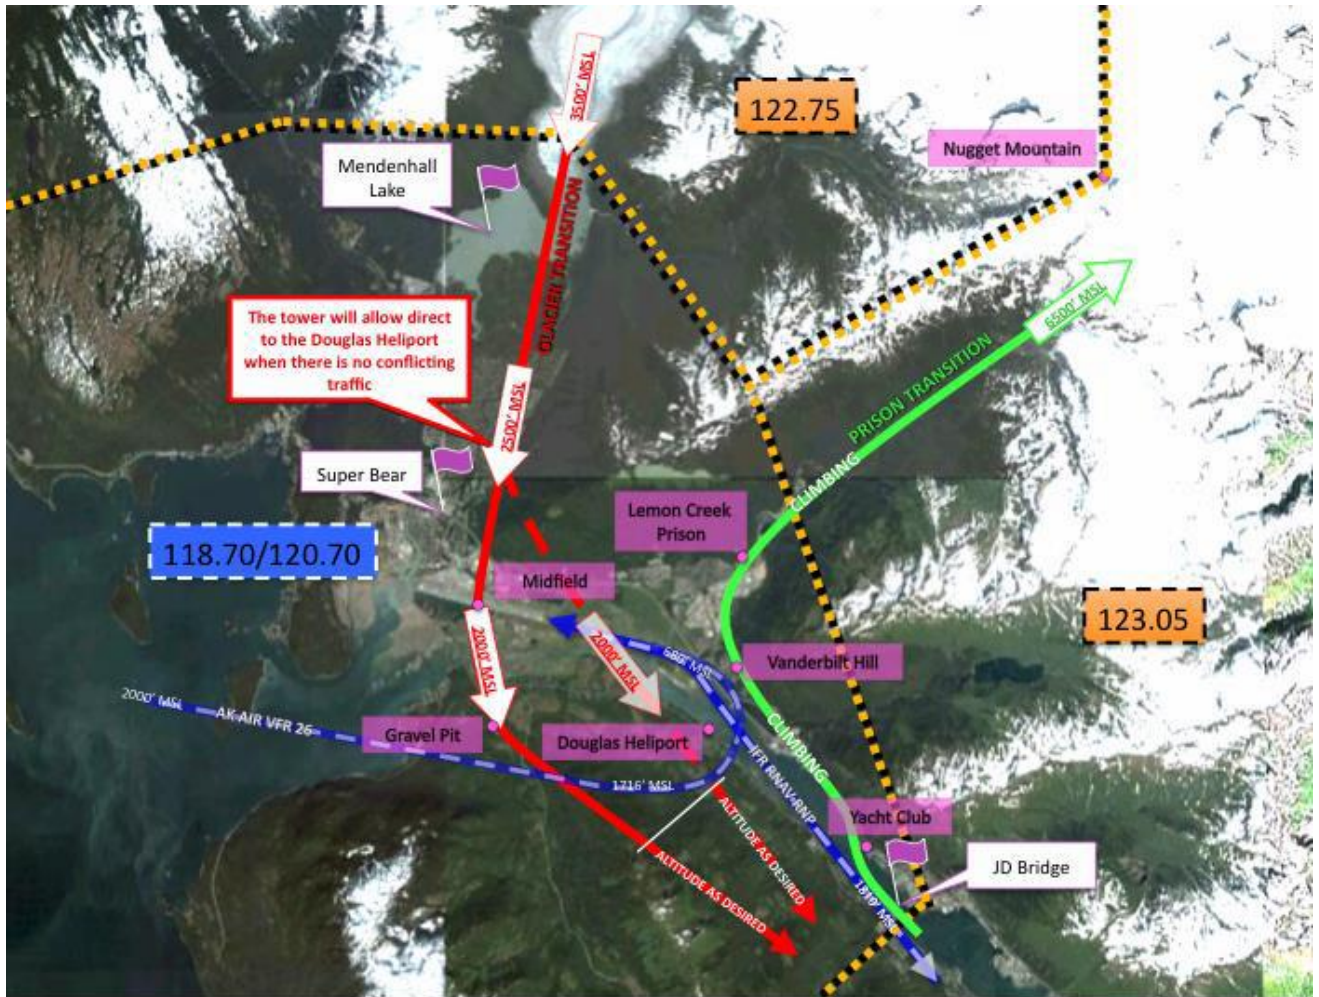 3500' MSL
122.75
Nugget Mountain
Mendenhall
Lake
GLACIER TRANSITION
6500' MSL
The tower will allow direct
to the Douglas Heliport
when there is no conflicting
traffic
PRISON TRANSITION
2500' MSL
Super Bear
CLIMBING
Lemon Creek
Prison
118.70/120.70
Midfield
123.05
2000' MSL
2000' MSL
Vanderbilt Hill
2000' MSL
AK AIR VFR 26
Gravel Pit
Douglas Heliport
CLIMBING
IFR RNAV-RNP
1716' MSL
ALTITUDE AS DESIRED
Yacht Club
ALTITUDE AS DESIRED
JD Bridge